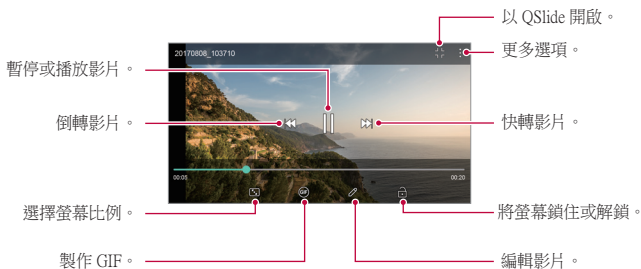 以 QSlide 開啟。
20170808_103710
更多選項。
暫停或播放影片。
倒轉影片。
快轉影片。
00:05
00:20
GIF
選擇螢幕比例。
將螢幕鎖住或解鎖。
製作 GIF。
編輯影片。